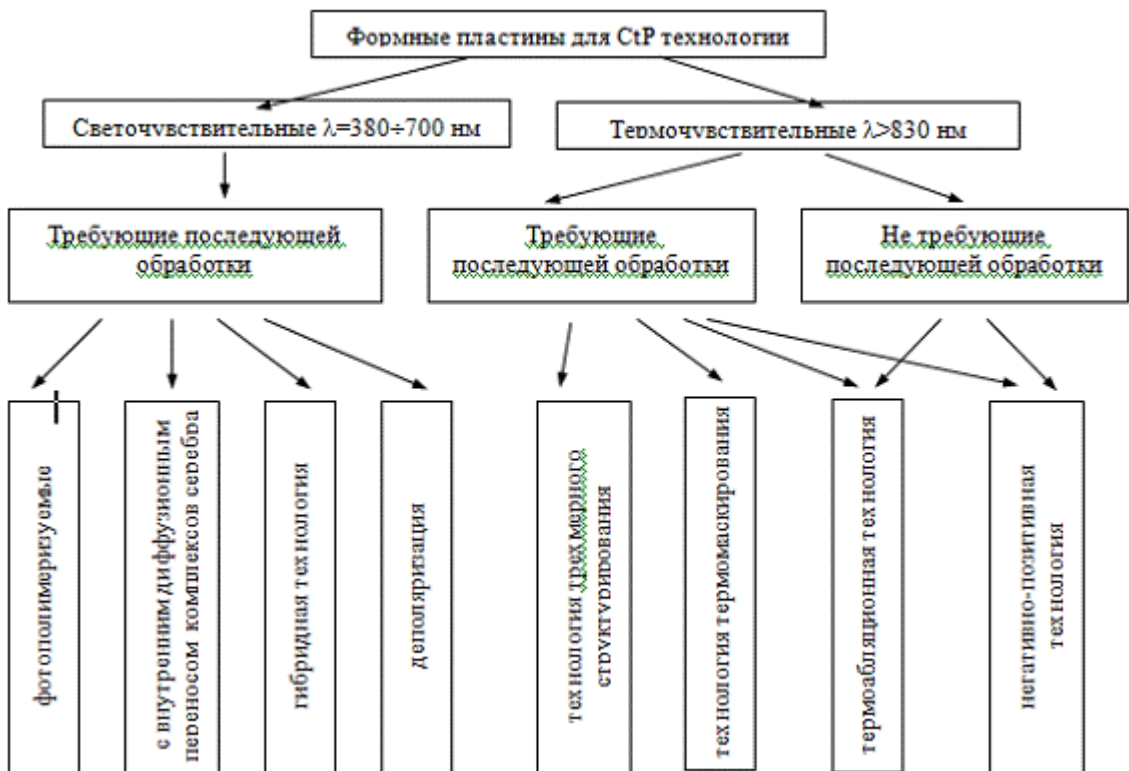 Формные пластины для CtP технологии
Светочувствительные λ=380÷700 нм
Термочувствительные λ>830 нм
Требующие последующей
обработки
Требующие
последующей обработки
Не требующие
последующей обработки
фотополимеризуемые
с внутренним диффузионным
переносом комплексов серебра
гибридная технология
деполяризация
технология трехмерного
структурирования
технология термомаскирования
термоабляционная технология
негативно-позитивная
технология